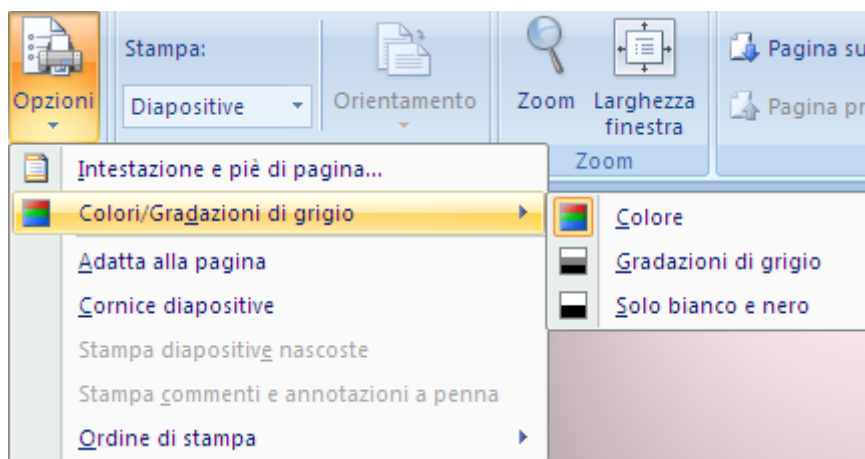 Stampa:
Pagina su
Opzioni
Diapositive
Orientamento
Zoom
Larghezza
finestra
Pagina pr
Zoom
Intestazione e piè di pagina...
Colori/Gradazioni di grigio
Colore
Adatta alla pagina
Gradazioni di grigio
Cornice diapositive
Solo bianco e nero
Stampa diapositive nascoste
Stampa commenti e annotazioni a penna
Ordine di stampa